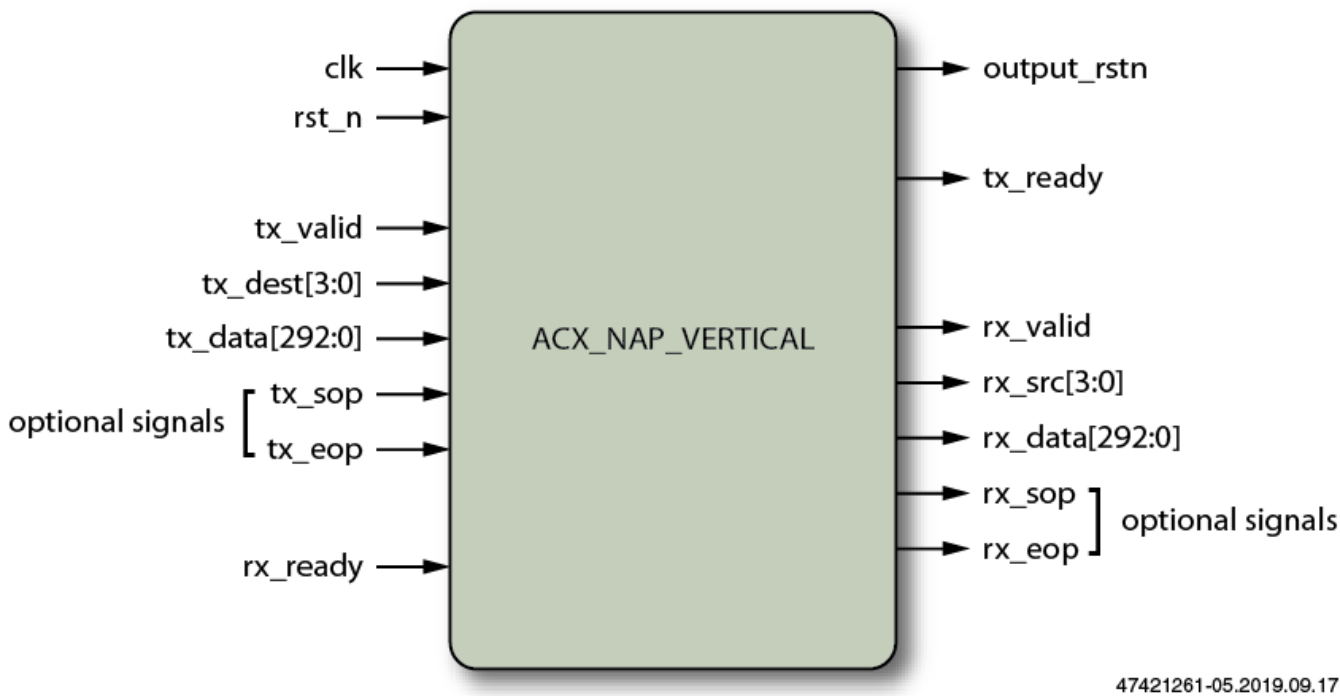 clk
rst_n
tx_valid
tx_dest[3:0]
tx_data[292:0]
tx_sop
tx_eop
optional signals
rx_ready
ACX_NAP_VERTICAL
output_rstn
tx_ready
rx_valid
rx_src[3:0]
rx_data[292:0]
rx_sop
rx_eop
optional signals
47421261-05.2019.09.17